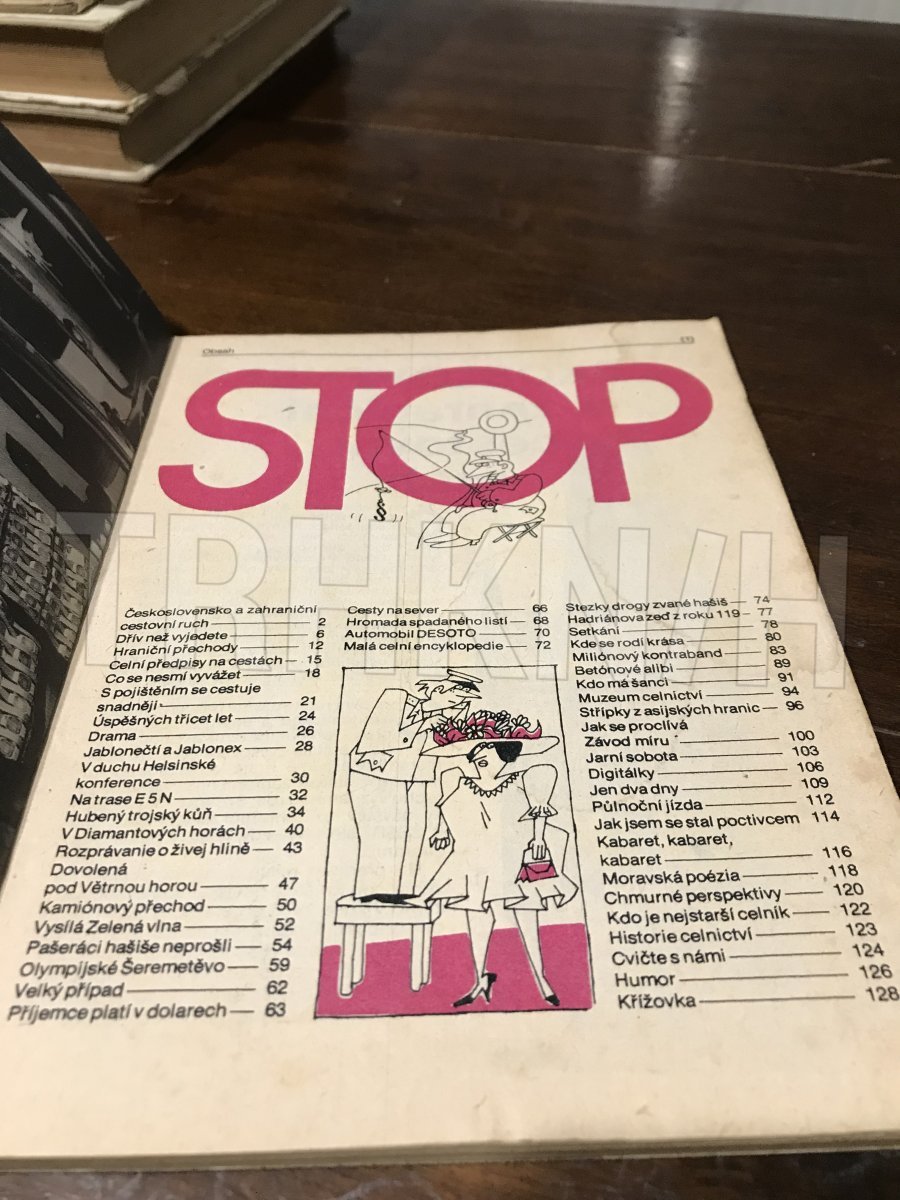 Obsah
(1)
STOP
§
Československo a zahraniční
cestovní ruch — 2
Dřív než vyjedete — 6
Hraniční přechody — 12
Celní předpisy na cestách — 15
Co se nesmí vyvážet — 18
S pojištěním se cestuje
snadněji — 21
Úspěšných třicet let — 24
Drama — 26
Jablonečtí a Jablonex — 28
V duchu Helsinské
konference — 30
Na trase E 5 N — 32
Hubený trojský kůň — 34
V Diamantových horách — 40
Rozprávanie o živej hlíně — 43
Dovolená
pod Větrnou horou — 47
Kamiónový přechod — 50
Vysílá Zelená vlna — 52
Pašeráci hašiše neprošli — 54
Olympijské Šeremetěvo — 59
Velký případ — 62
Příjemce platí v dolarech — 63
Cesty na sever — 66
Hromada spadaného listí — 68
Automobil DESOTO — 70
Malá celní encyklopedie — 72
Stezky drogy zvané hašiš — 74
Hadriánova zeď z roku 119 — 77
Setkání — 78
Kde se rodí krása — 80
Miliónový kontraband — 83
Betónové alibi — 89
Kdo má šanci — 91
Muzeum celnictví — 94
Střípky z asijských hranic — 96
Jak se proclívá
Závod míru — 100
Jarní sobota — 103
Digitálky — 106
Jen dva dny — 109
Půlnoční jízda — 112
Jak jsem se stal poctivcem 114
Kabaret, kabaret,
kabaret — 116
Moravská poézia — 118
Chmurné perspektivy — 120
Kdo je nejstarší celník — 122
Historie celnictví — 123
Cvičte s námi — 124
Humor — 126
Křížovka — 128
TRHKNIH